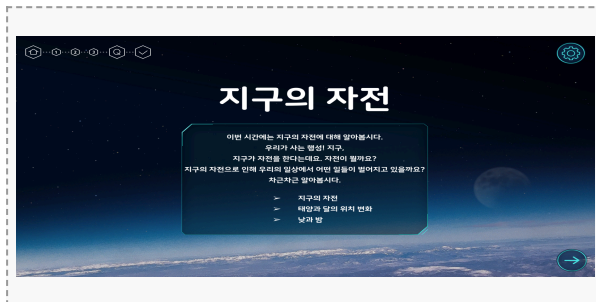 1 2 3
지구의 자전
이번 시간에는 지구의 자전에 대해 알아봅시다.
우리가 사는 행성! 지구.
지구가 자전을 한다는데요. 자전이 뭘까요?
지구의 자전으로 인해 우리의 일상에서 어떤 일들이 벌어지고 있을까요?
차근차근 알아봅시다.
➢ 지구의 자전
➢ 태양과 달의 위치 변화
➢ 낮과 밤